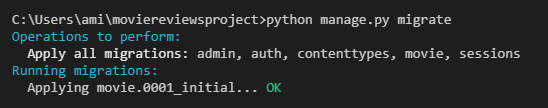 C:\Users\ami\moviereviewsproject>python manage.py migrate
Operations to perform:
  Apply all migrations: admin, auth, contenttypes, movie, sessions
Running migrations:
  Applying movie.0001_initial... OK